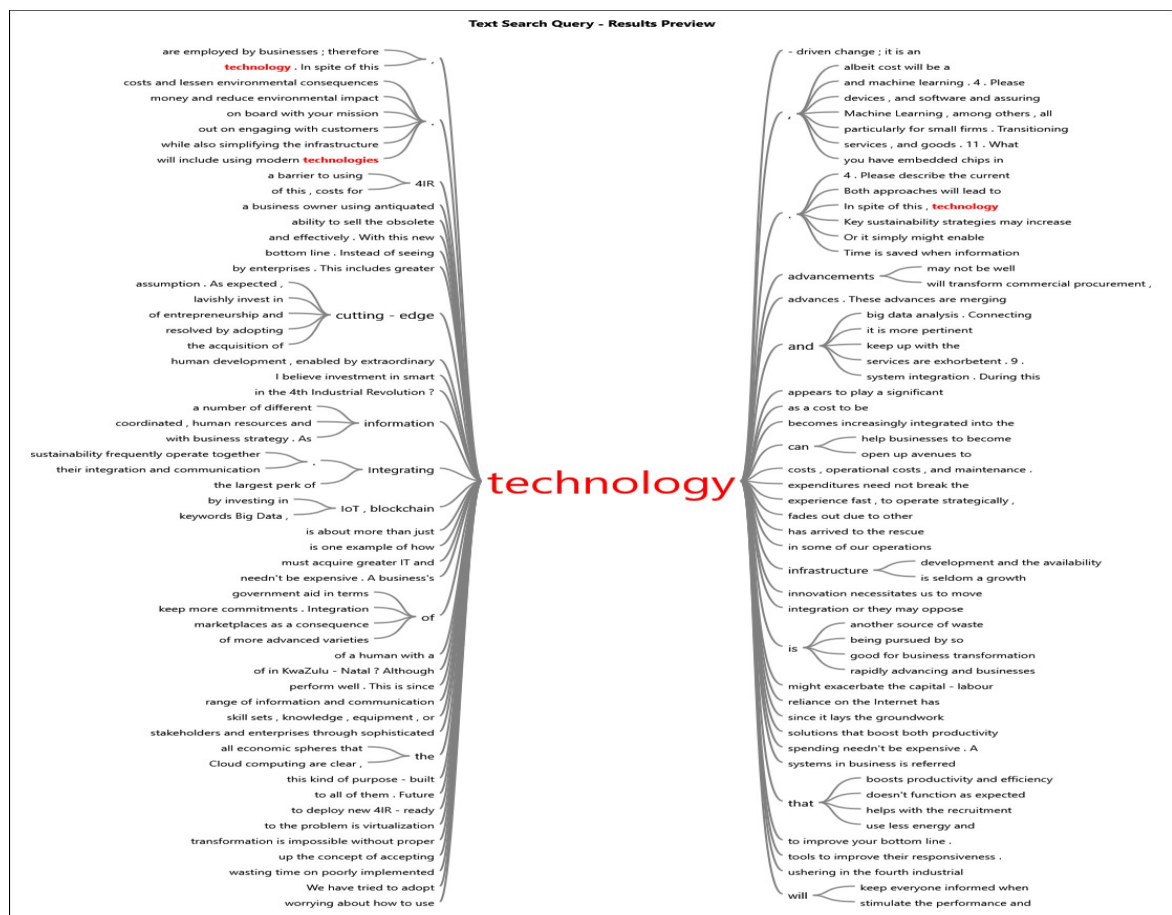 Text Search Query - Results Preview
are employed by businesses ; therefore
technology . In spite of this
,
costs and lessen environmental consequences
money and reduce environmental impact
on board with your mission
out on engaging with customers
while also simplifying the infrastructure
will include using modern technologies
.
a barrier to using
of this , costs for
4IR
a business owner using antiquated
ability to sell the obsolete
and effectively . With this new
bottom line . Instead of seeing
by enterprises . This includes greater
assumption . As expected ,
lavishly invest in
of entrepreneurship and
resolved by adopting
the acquisition of
cutting - edge
human development , enabled by extraordinary
I believe investment in smart
in the 4th Industrial Revolution ?
a number of different
coordinated , human resources and
with business strategy . As
information
sustainability frequently operate together
their integration and communication
.
the largest perk of
Integrating
by investing in
keywords Big Data ,
IoT , blockchain
is about more than just
is one example of how
must acquire greater IT and
needn't be expensive . A business's
government aid in terms
keep more commitments . Integration
marketplaces as a consequence
of more advanced varieties
of
of a human with a
of in KwaZulu - Natal ? Although
perform well . This is since
range of information and communication
skill sets , knowledge , equipment , or
stakeholders and enterprises through sophisticated
all economic spheres that
Cloud computing are clear ,
the
this kind of purpose - built
to all of them . Future
to deploy new 4IR - ready
to the problem is virtualization
transformation is impossible without proper
up the concept of accepting
wasting time on poorly implemented
We have tried to adopt
worrying about how to use
technology
- driven change ; it is an
,
albeit cost will be a
and machine learning . 4 . Please
devices , and software and assuring
Machine Learning , among others , all
particularly for small firms . Transitioning
services , and goods . 11 . What
you have embedded chips in
.
4 . Please describe the current
Both approaches will lead to
In spite of this , technology
Key sustainability strategies may increase
Or it simply might enable
Time is saved when information
advancements
may not be well
will transform commercial procurement ,
advances . These advances are merging
and
big data analysis . Connecting
it is more pertinent
keep up with the
services are exhorbetent . 9 .
system integration . During this
appears to play a significant
as a cost to be
becomes increasingly integrated into the
can
help businesses to become
open up avenues to
costs , operational costs , and maintenance .
expenditures need not break the
experience fast , to operate strategically ,
fades out due to other
has arrived to the rescue
in some of our operations
infrastructure
development and the availability
is seldom a growth
innovation necessitates us to move
integration or they may oppose
is
another source of waste
being pursued by so
good for business transformation
rapidly advancing and businesses
might exacerbate the capital - labour
reliance on the Internet has
since it lays the groundwork
solutions that boost both productivity
spending needn't be expensive . A
systems in business is referred
that
boosts productivity and efficiency
doesn't function as expected
helps with the recruitment
use less energy and
to improve your bottom line .
tools to improve their responsiveness .
ushering in the fourth industrial
will
keep everyone informed when
stimulate the performance and